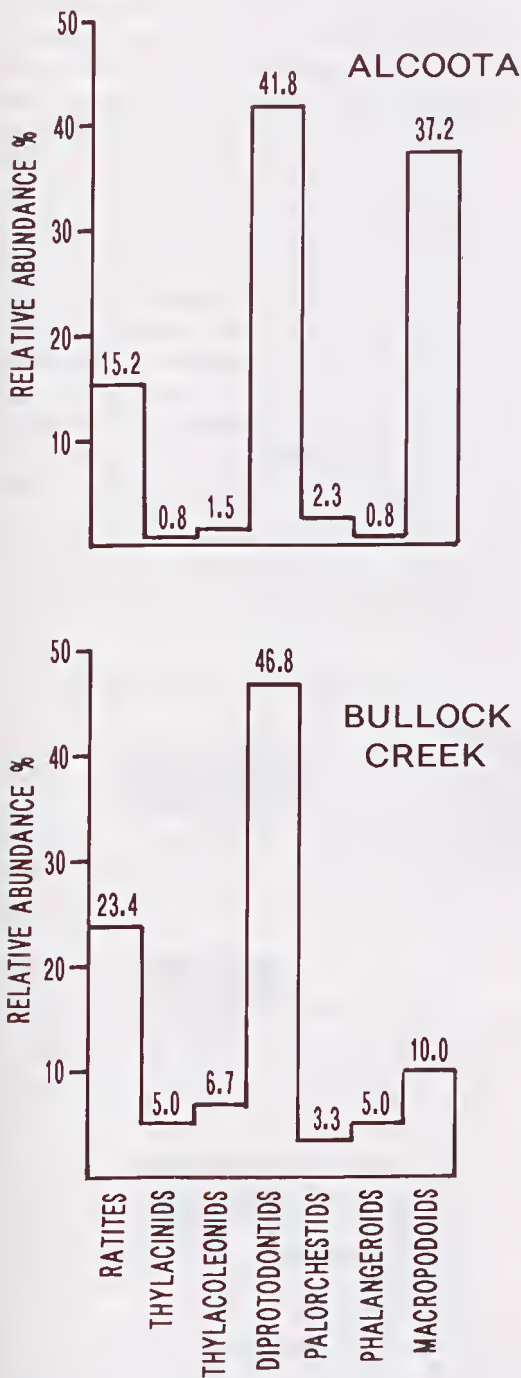 ALCOOTA
RELATIVE ABUNDANCE %
50
40
30
20
10
15.2
0.8
1.5
41.8
2.3
0.8
37.2
BULLOCK
CREEK
RELATIVE ABUNDANCE %
50
40
30
20
10
23.4
5.0
6.7
46.8
3.3
5.0
10.0
RATITES
THYLACINIDS
THYLACOLEONIDS
DIPROTODONTIDS
PALORCHESTIDS
PHALANGEROIDS
MACROPODOIDS